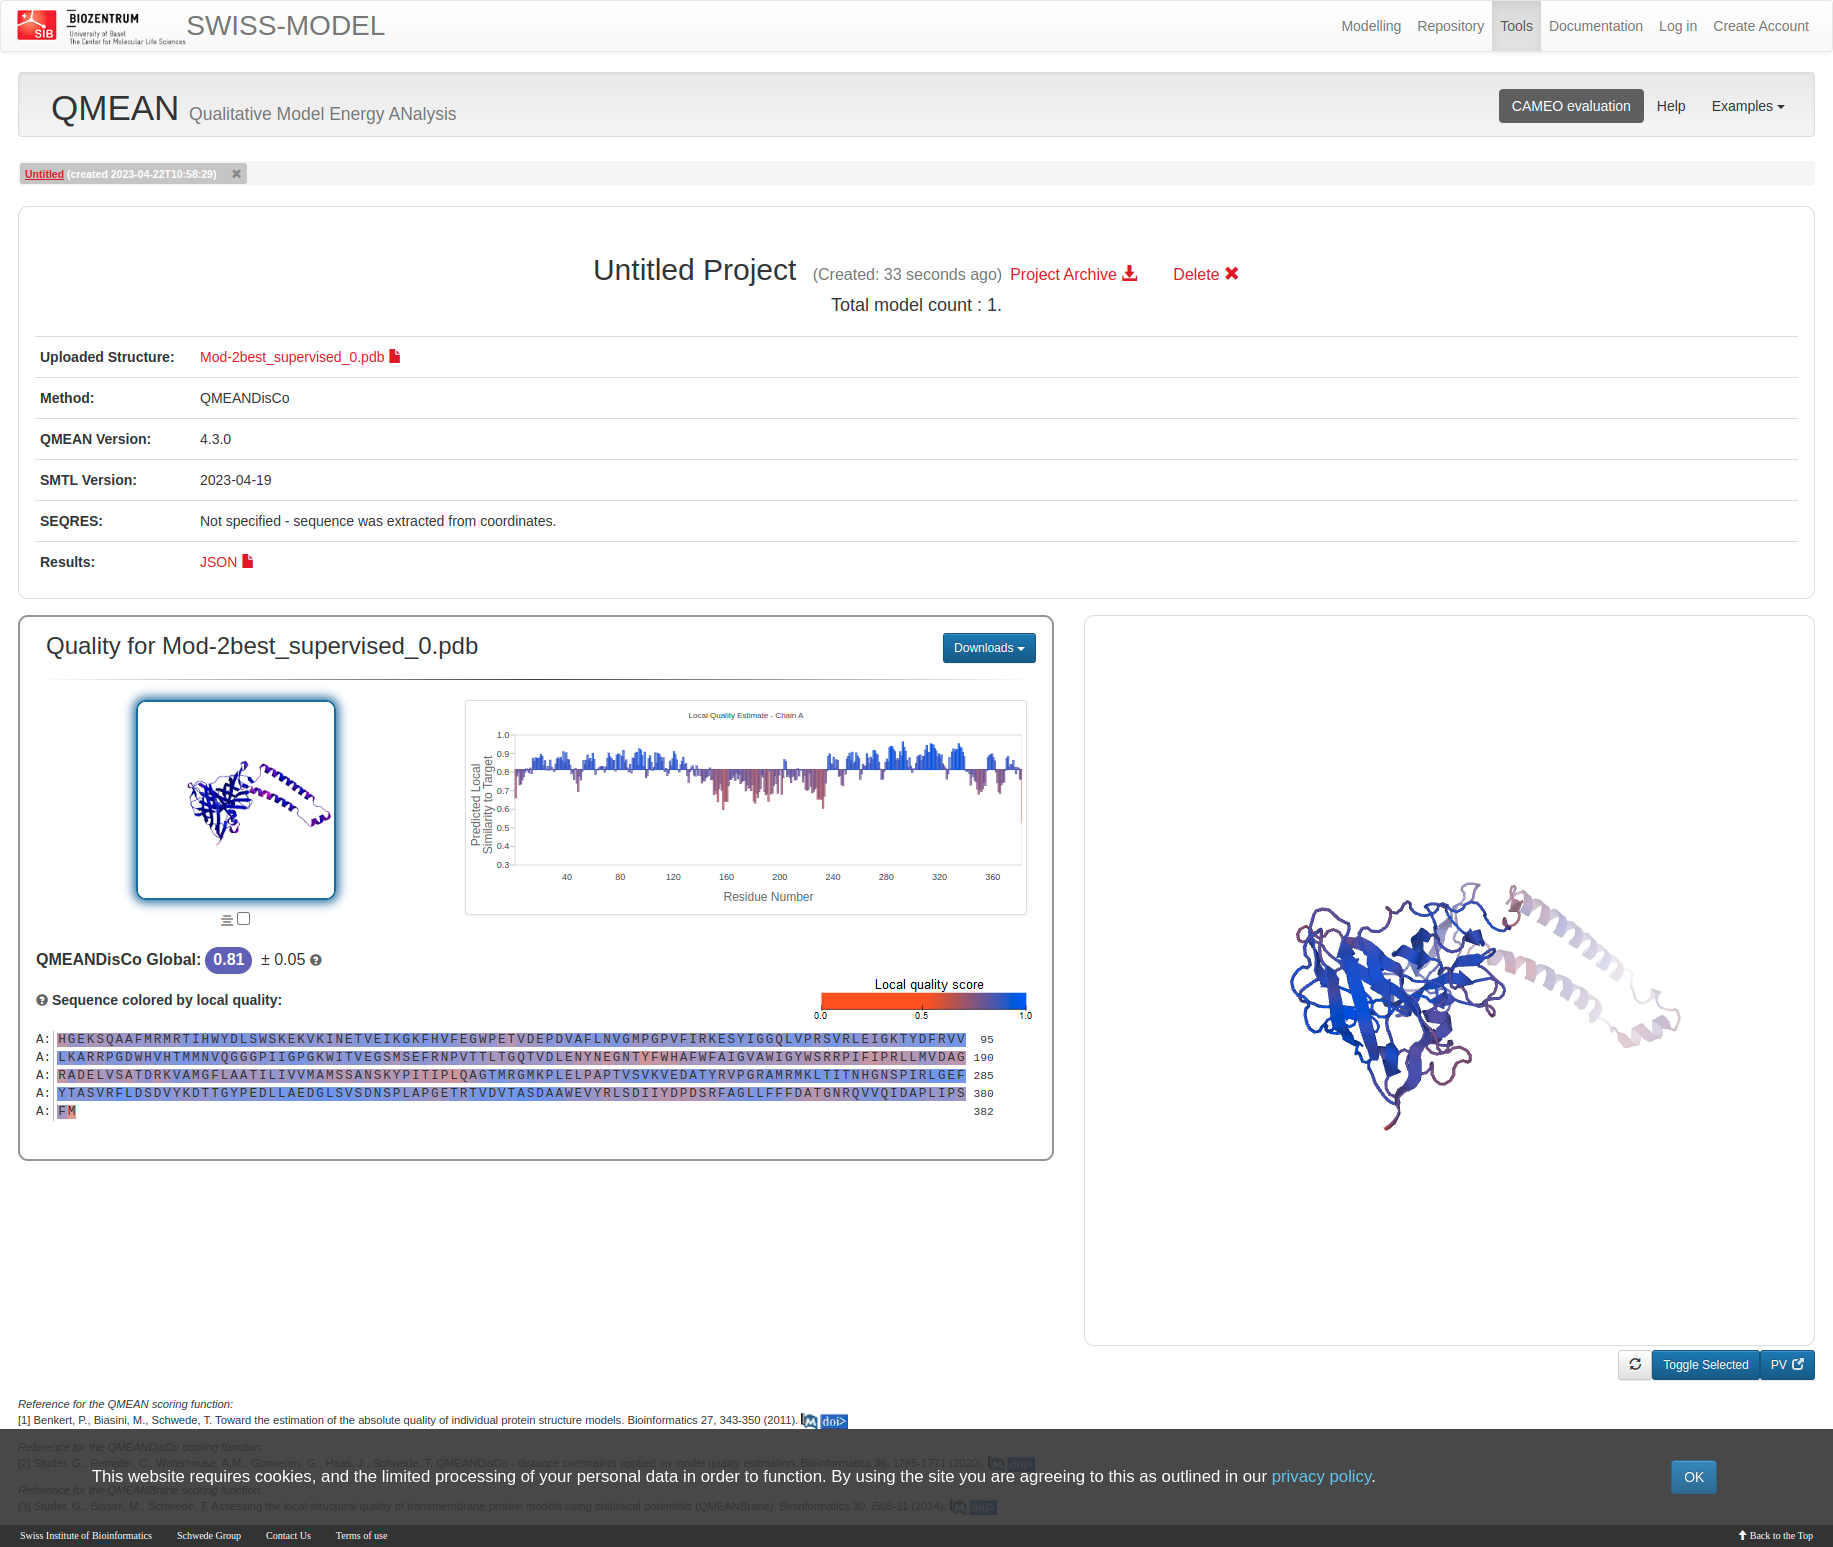 SIB
BIOZENTRUM
University of Basel
The Center for Molecular Life Sciences
SWISS-MODEL
Modelling Repository Tools Documentation Log in Create Account
QMEAN Qualitative Model Energy ANalysis
CAMEO evaluation Help Examples
Untitled (created 2023-04-22T10:58:29)
Untitled Project (Created: 33 seconds ago) Project Archive Delete
Total model count : 1.
Uploaded Structure: Mod-2best_supervised_0.pdb
Method: QMEANDisCo
QMEAN Version: 4.3.0
SMTL Version: 2023-04-19
SEQRES: Not specified - sequence was extracted from coordinates.
Results: JSON
Quality for Mod-2best_supervised_0.pdb
Downloads
Local Quality Estimate - Chain A
Predicted Local
Similarity to Target
1.0
0.9
0.8
0.7
0.6
0.5
0.4
0.3
40 80 120 160 200 240 280 320 360
Residue Number
QMEANDisCo Global: 0.81 ± 0.05
Sequence colored by local quality:
Local quality score
0.0 0.5 1.0
A: HGEKSQAAFMRMRTIHWYDLSWSKEKVKINETVEIKGKFHVFEGWPETVDEPDVAFLNVGMPGPVFIRKESYIGGQLVPRSVRLEIGKTYDFRVV 95
A: LKARRPGDWHVHTMMNVQGGGPIIGPGKWITVEGSMSEFRNPVTTLTGQTVDLENYNEGNTYFWHAFWFAIGVAWIGYWSRRPIFIPRLLMVDAG 190
A: RADELVSATDRKVAMGFLAATILIVVMAMSSANSKYPITIPLQAGTMRGMKPLELPAPTVSVKVEDATYRVPGRAMRMKLTITNHGNSPIRLGEF 285
A: YTASVRFLDSDVYKDTTGYPEDLLAEDGLSVSDNSPLAPGETRTVDVTASDAAWEVYRLSDIIYDPDSRFAGLLFFFDATGNRQVVQIDAPLIPS 380
A: FM 382
Toggle Selected PV
Reference for the QMEAN scoring function:
[1] Benkert, P., Biasini, M., Schwede, T. Toward the estimation of the absolute quality of individual protein structure models. Bioinformatics 27, 343-350 (2011). doi>
Reference for the QMEANDisCo scoring function:
[2] Studer, G., Rempfer, C., Waterhouse, A.M., Gumienny, G., Haas, J., Schwede, T. QMEANDisCo - distance constraints applied on model quality estimation. Bioinformatics 36, 1765-1771 (2020). doi>
This website requires cookies, and the limited processing of your personal data in order to function. By using the site you are agreeing to this as outlined in our privacy policy.
OK
Reference for the QMEANBrane scoring function:
[3] Studer, G., Biasini, M., Schwede, T. Assessing the local structural quality of transmembrane protein models using statistical potentials (QMEANBrane). Bioinformatics 30, i505-11 (2014). doi>
Swiss Institute of Bioinformatics Schwede Group Contact Us Terms of use Back to the Top